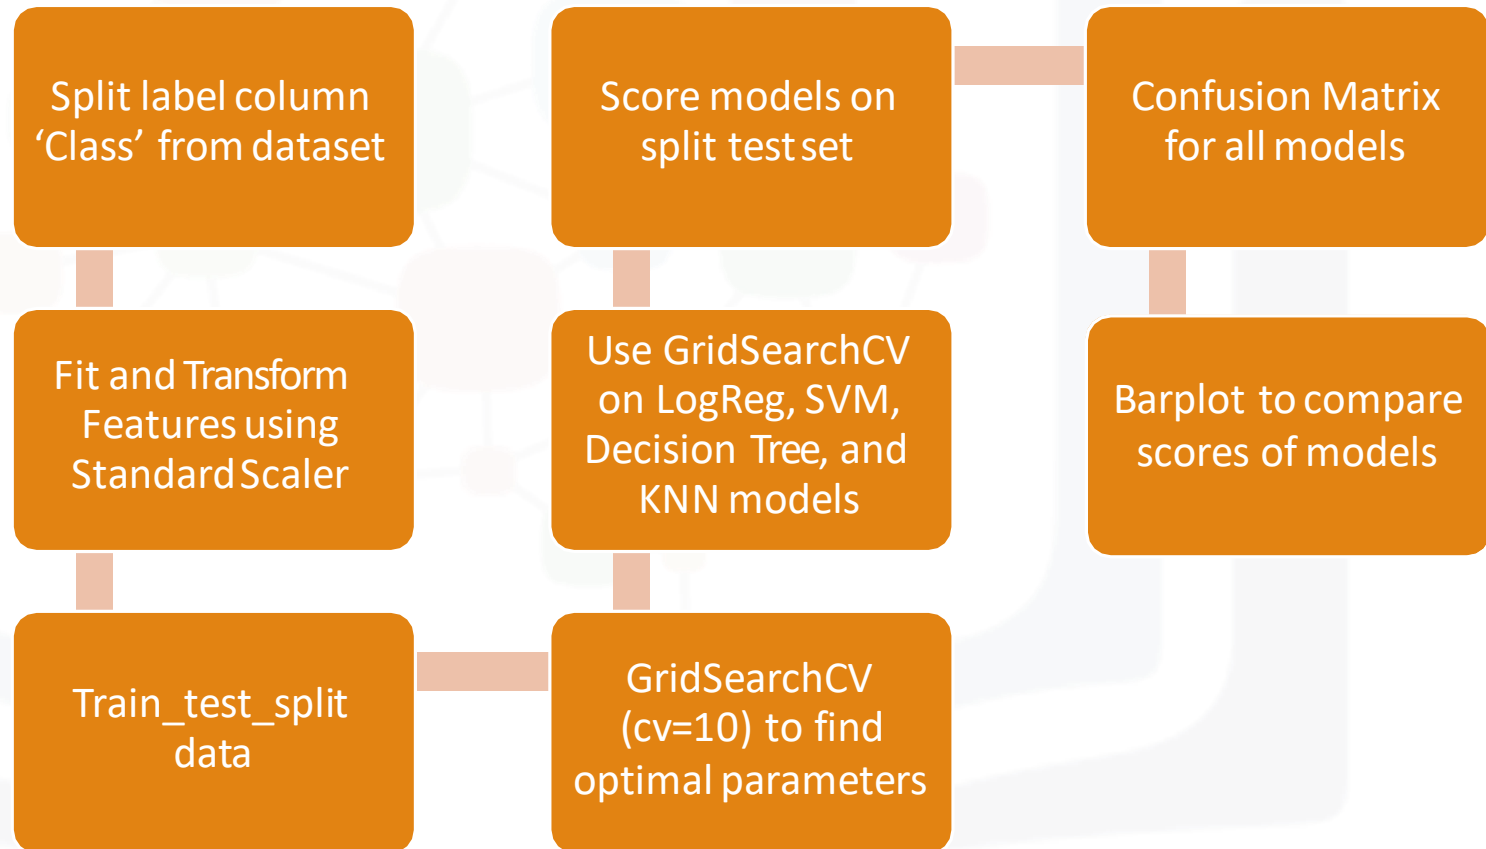 Split label column
‘Class’ from dataset
Fit and Transform
Features using
Standard Scaler
Train_test_split
data
GridSearchCV
(cv=10) to find
optimal parameters
Use GridSearchCV
on LogReg, SVM,
Decision Tree, and
KNN models
Score models on
split test set
Confusion Matrix
for all models
Barplot to compare
scores of models